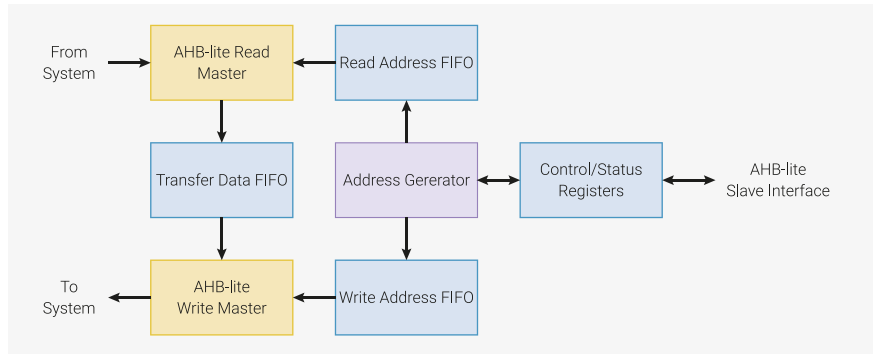 From
System
AHB-lite Read
Master
Read Address FIFO
Transfer Data FIFO
Address Gererator
Control/Status
Registers
AHB-lite
Slave Interface
To
System
AHB-lite
Write Master
Write Address FIFO